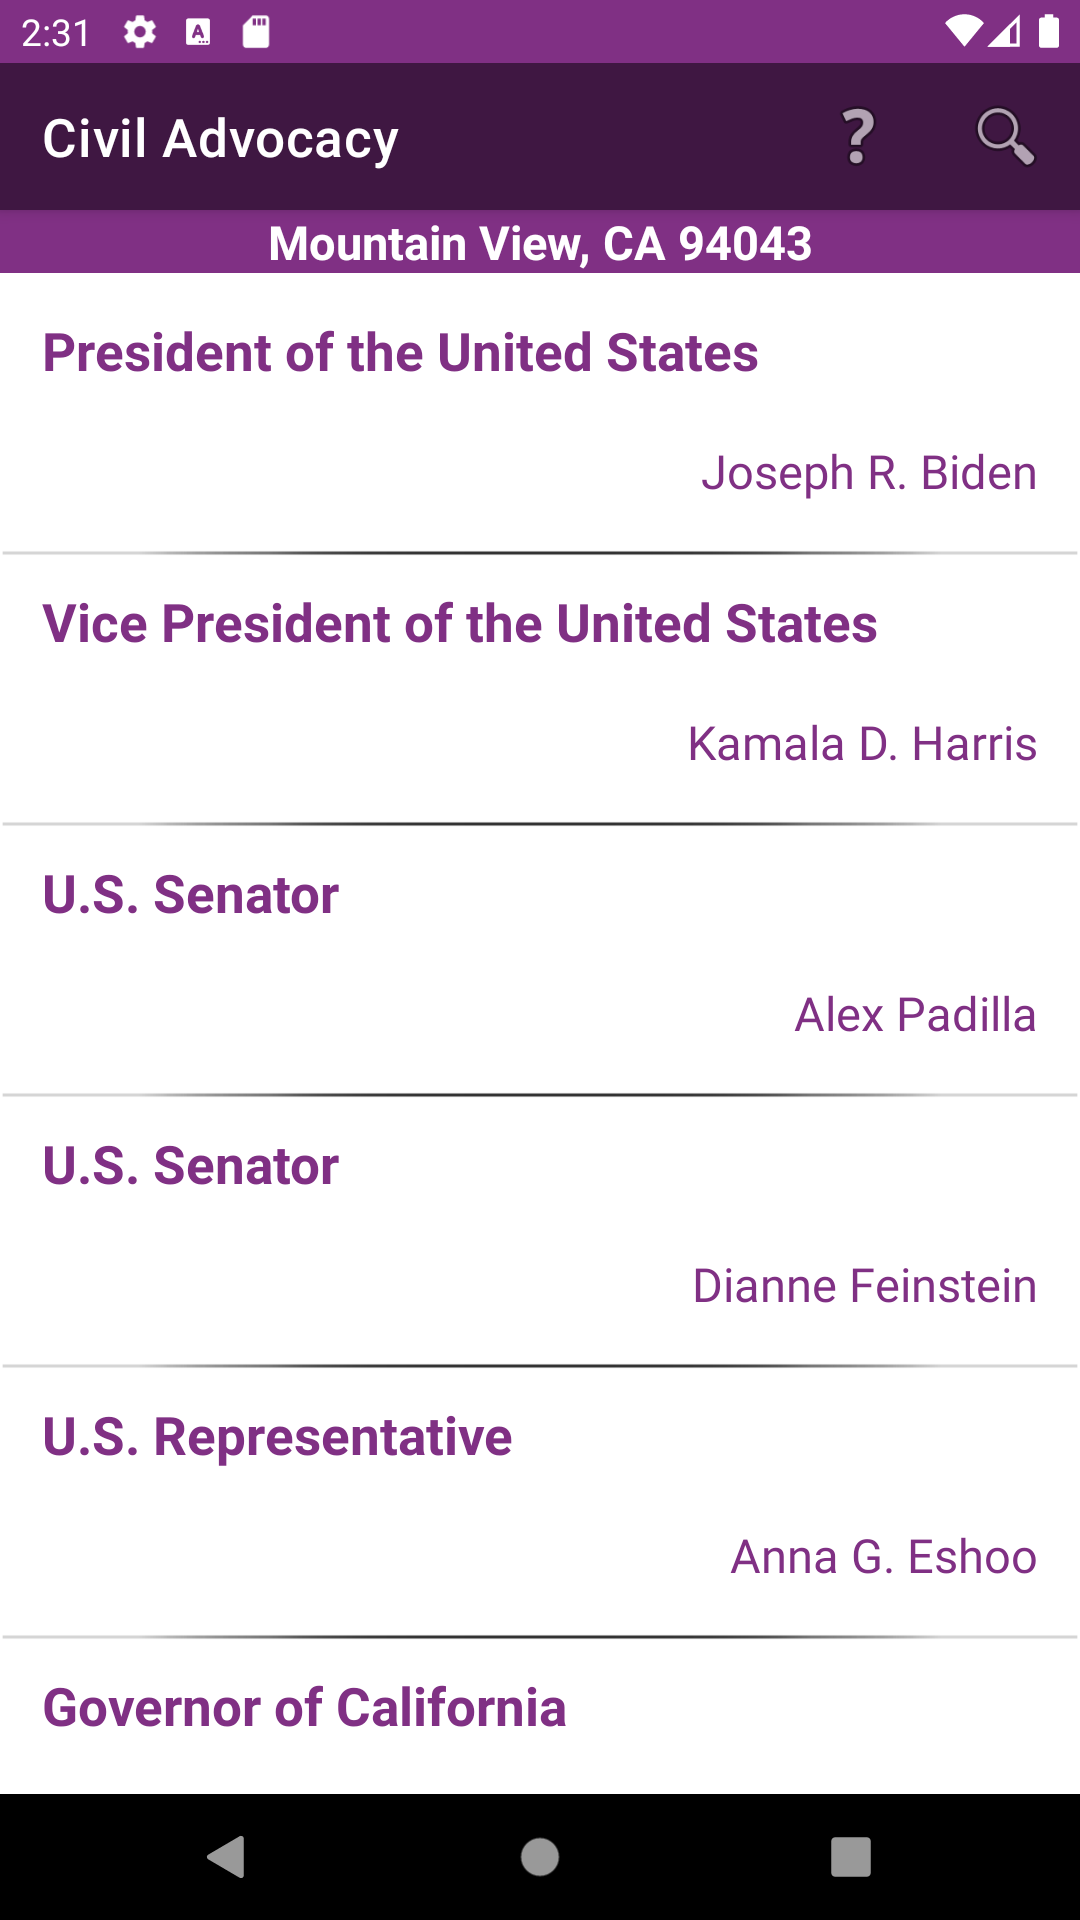 2:31
Civil Advocacy
Mountain View, CA 94043
President of the United States
Joseph R. Biden
Vice President of the United States
Kamala D. Harris
U.S. Senator
Alex Padilla
U.S. Senator
Dianne Feinstein
U.S. Representative
Anna G. Eshoo
Governor of California